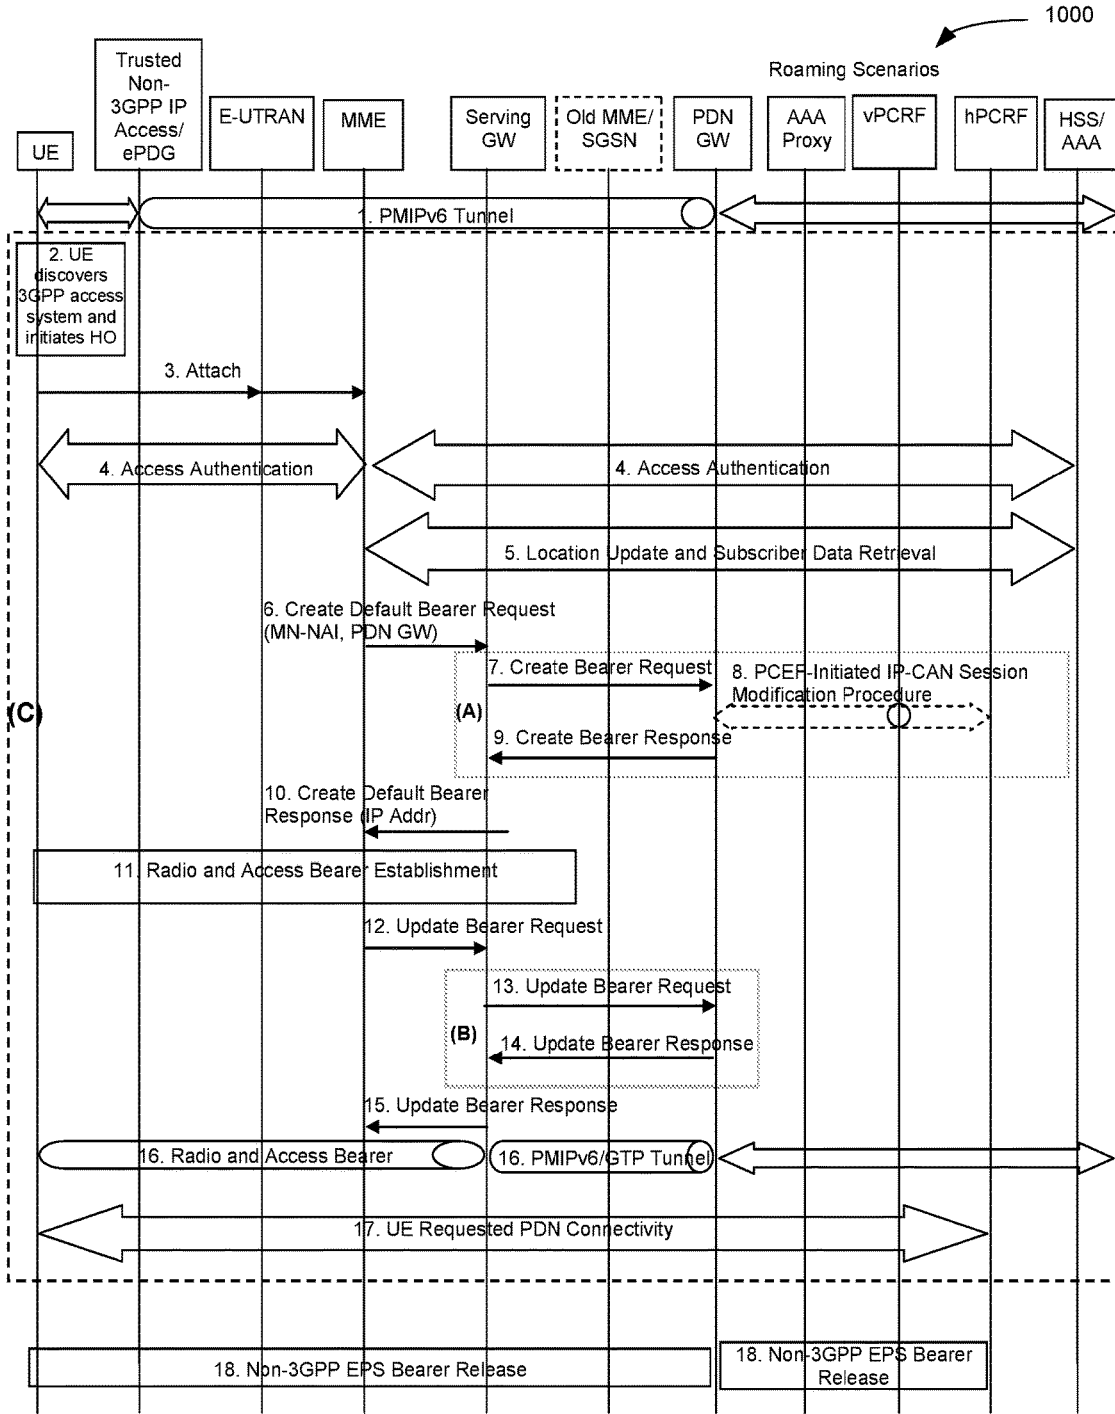 1000
Roaming Scenarios
UE
Trusted
Non-
3GPP IP
Access/
ePDG
E-UTRAN
MME
Serving
GW
Old MME/
SGSN
PDN
GW
AAA
Proxy
vPCRF
hPCRF
HSS/
AAA
1. PMIPv6 Tunnel
2. UE
discovers
3GPP access
system and
initiates HO
3. Attach
4. Access Authentication
4. Access Authentication
5. Location Update and Subscriber Data Retrieval
6. Create Default Bearer Request
(MN-NAI, PDN GW)
7. Create Bearer Request
8. PCEF-Initiated IP-CAN Session
Modification Procedure
(C)
(A)
9. Create Bearer Response
10. Create Default Bearer
Response (IP Addr)
11. Radio and Access Bearer Establishment
12. Update Bearer Request
13. Update Bearer Request
(B)
14. Update Bearer Response
15. Update Bearer Response
16. Radio and Access Bearer
16. PMIPv6/GTP Tunnel
17. UE Requested PDN Connectivity
18. Non-3GPP EPS Bearer Release
18. Non-3GPP EPS Bearer
Release